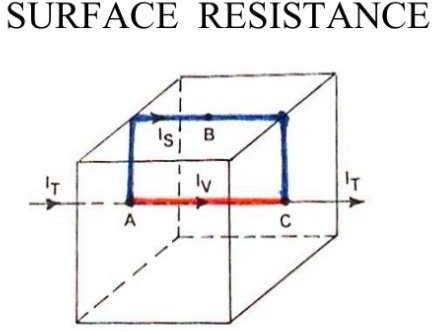 SURFACE RESISTANCE
I_S B
I_T I_V I_T
A C